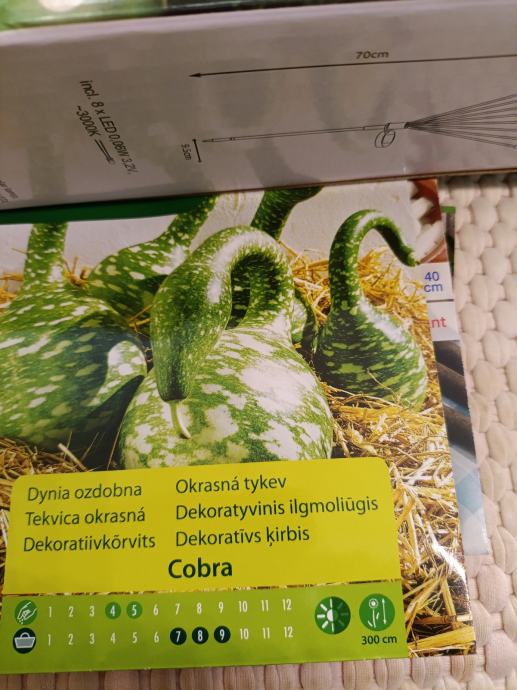 70cm
incl. 8 x LED 0.06W 3.2V,
~3000K
9.5cm
40
cm
nt
Dynia ozdobna
Okrasná tykev
Tekvica okrasná
Dekoratyvinis ilgmoliūgis
Dekoratiivkõrvits
Dekoratīvs ķirbis
Cobra
1 2 3 4 5 6 7 8 9 10 11 12
1 2 3 4 5 6 7 8 9 10 11 12
300 cm